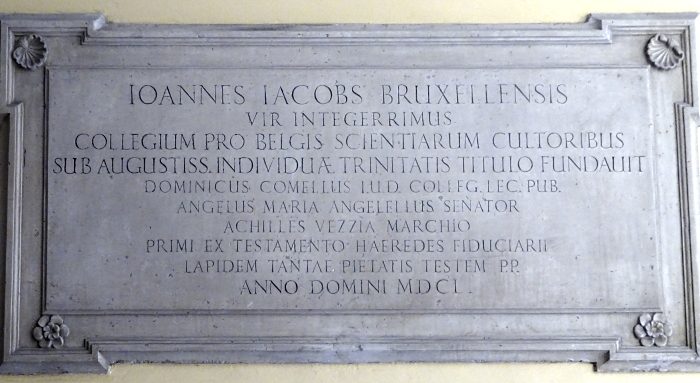 IOANNES IACOBS BRUXELLENSIS
VIR INTEGERRIMUS
COLLEGIUM PRO BELGIS SCIENTIARUM CULTORIBUS
SUB AUGUSTISS. INDIVIDUÆ TRINITATIS TITULO FUNDAUIT
DOMINICUS COMELLUS I.U.D. COLLEG. LEC. PUB.
ANGELUS MARIA ANGELELLUS SENATOR
ACHILLES VEZZIA MARCHIO
PRIMI EX TESTAMENTO HAEREDES FIDUCIARII
LAPIDEM TANTAE PIETATIS TESTEM P.P.
ANNO DOMINI MDCL